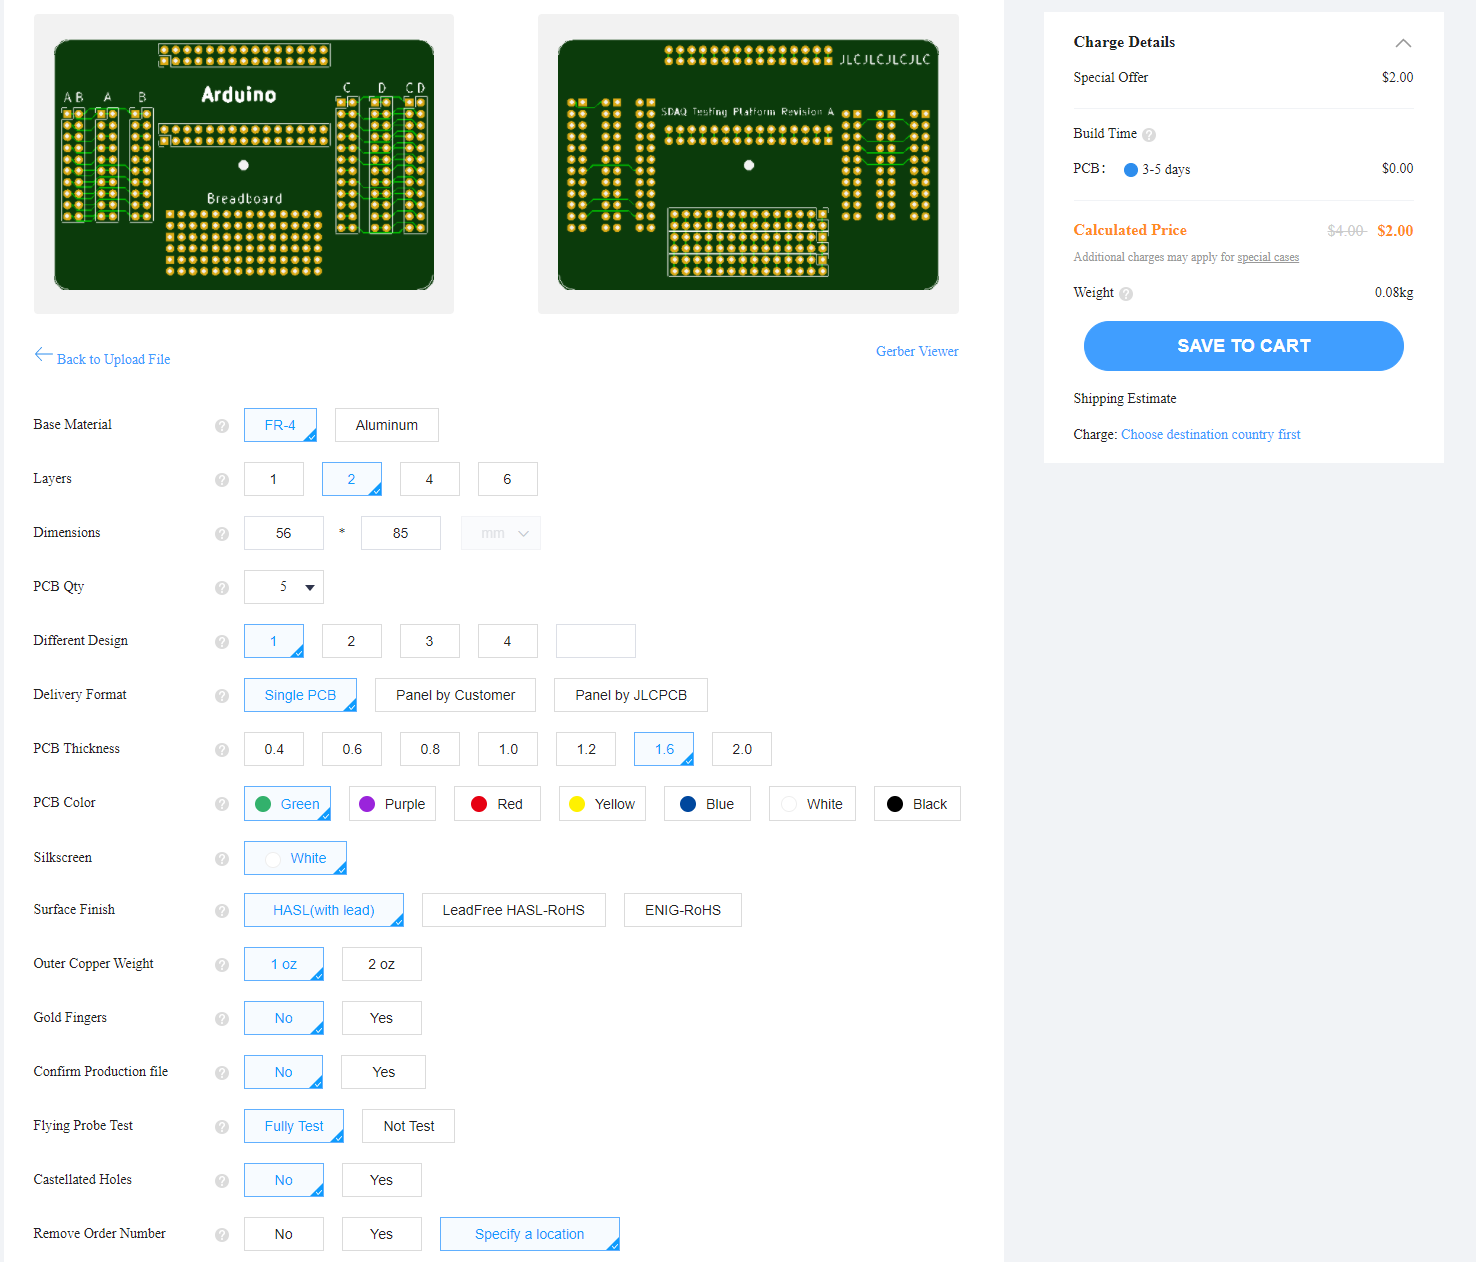 A B A B
Arduino
C D C D
Breadboard
JLCJLCJLCJLC
SDAQ Testing Platform Revision A
Back to Upload File
Gerber Viewer
Base Material ? FR-4 Aluminum
Layers ? 1 2 4 6
Dimensions ? 56 * 85 mm
PCB Qty ? 5
Different Design ? 1 2 3 4
Delivery Format ? Single PCB Panel by Customer Panel by JLCPCB
PCB Thickness ? 0.4 0.6 0.8 1.0 1.2 1.6 2.0
PCB Color ? Green Purple Red Yellow Blue White Black
Silkscreen ? White
Surface Finish ? HASL(with lead) LeadFree HASL-RoHS ENIG-RoHS
Outer Copper Weight ? 1 oz 2 oz
Gold Fingers ? No Yes
Confirm Production file ? No Yes
Flying Probe Test ? Fully Test Not Test
Castellated Holes ? No Yes
Remove Order Number ? No Yes Specify a location
Charge Details
Special Offer $2.00
Build Time ?
PCB: 3-5 days $0.00
Calculated Price $4.00 $2.00
Additional charges may apply for special cases
Weight ? 0.08kg
SAVE TO CART
Shipping Estimate
Charge: Choose destination country first